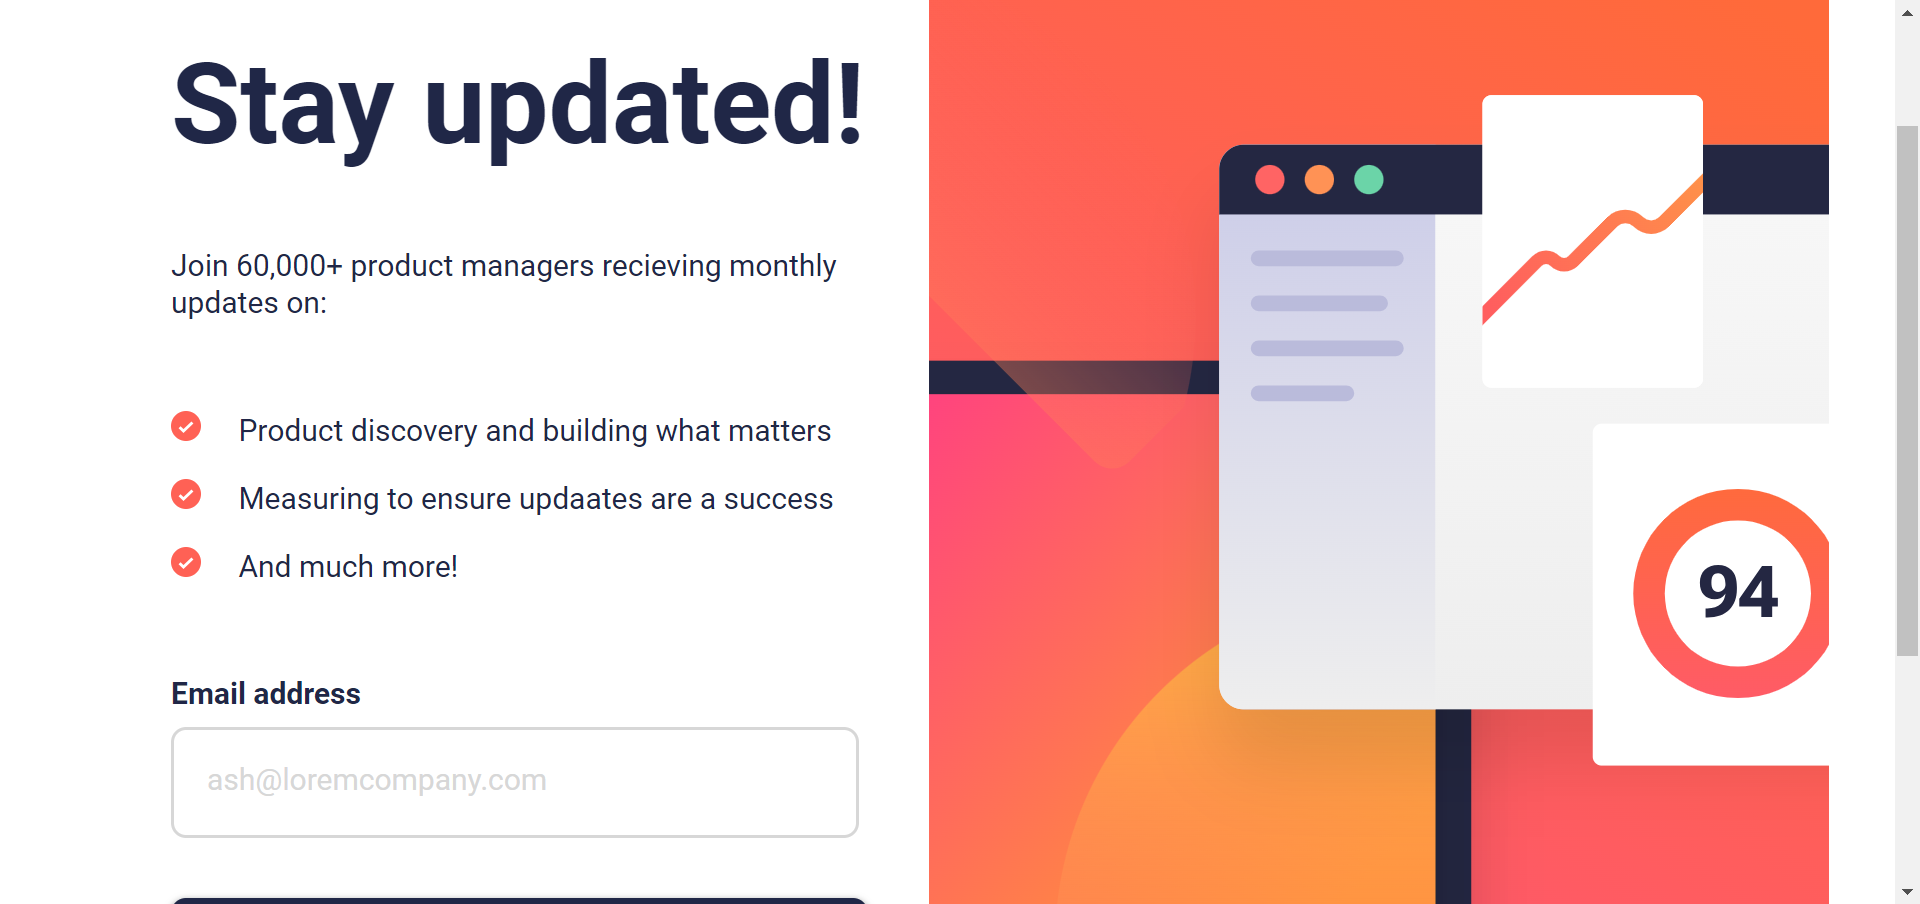 Stay updated!
Join 60,000+ product managers recieving monthly
updates on:
Product discovery and building what matters
Measuring to ensure updaates are a success
And much more!
Email address
ash@loremcompany.com
94